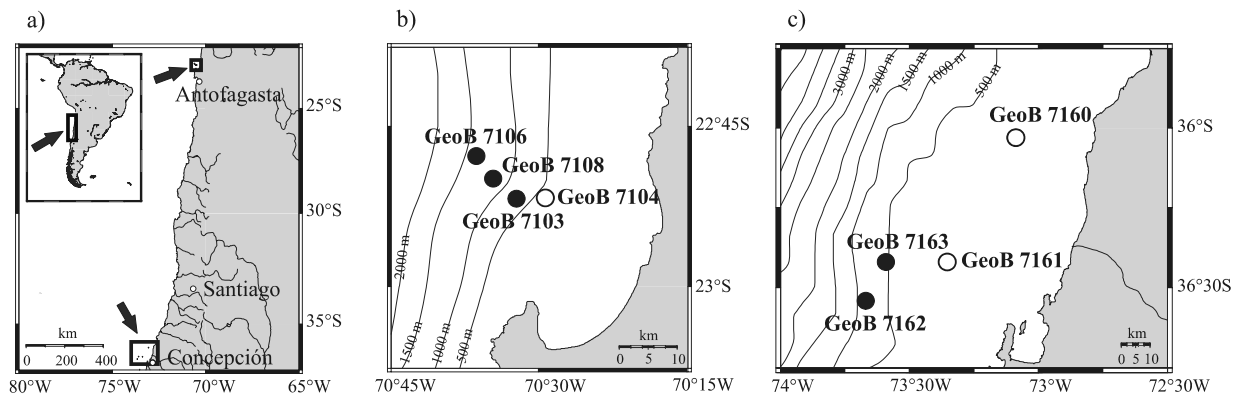 a)
Antofagasta
25°S
30°S
Santiago
35°S
km
0 200 400
Concepción
80°W 75°W 70°W 65°W
b)
22°45S
GeoB 7106
GeoB 7108
GeoB 7104
GeoB 7103
2000 m
1500 m
1000 m
500 m
23°S
km
0 5 10
70°45W 70°30W 70°15W
c)
3000 m
2000 m
1500 m
1000 m
500 m
GeoB 7160
36°S
GeoB 7163
GeoB 7161
36°30S
GeoB 7162
km
0 5 10
74°W 73°30W 73°W 72°30W